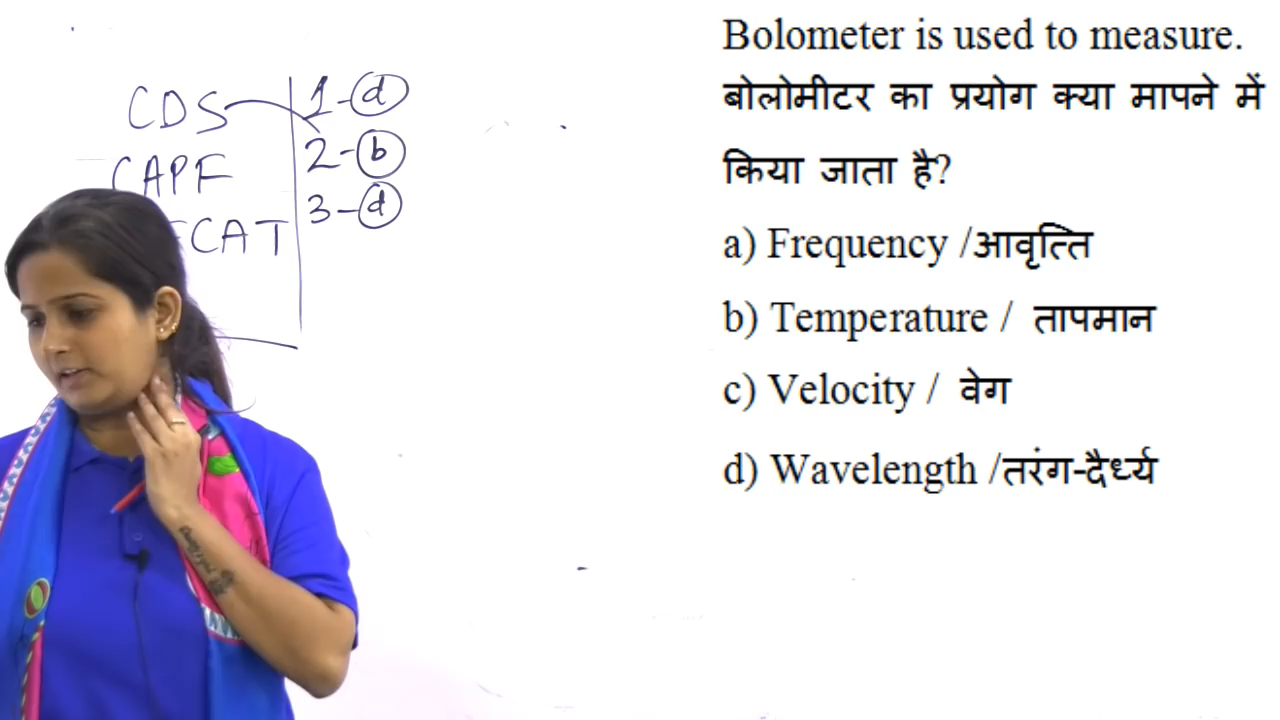 CDS
CAPF
CAT
1-d
2-b
3-d
Bolometer is used to measure.
बोलोमीटर का प्रयोग क्या मापने में
किया जाता है?
a) Frequency /आवृत्ति
b) Temperature / तापमान
c) Velocity / वेग
d) Wavelength /तरंग-दैर्ध्य